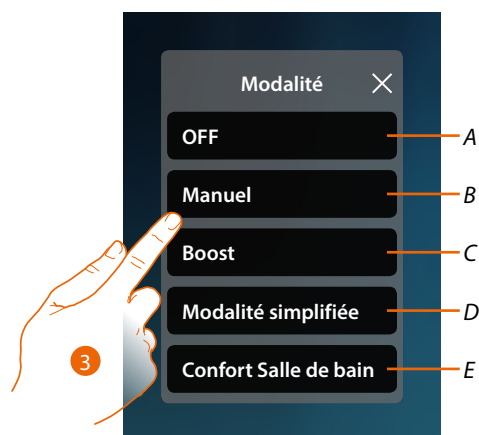 Modalité
OFF
A
Manuel
B
Boost
C
Modalité simplifiée
D
3
Confort Salle de bain
E